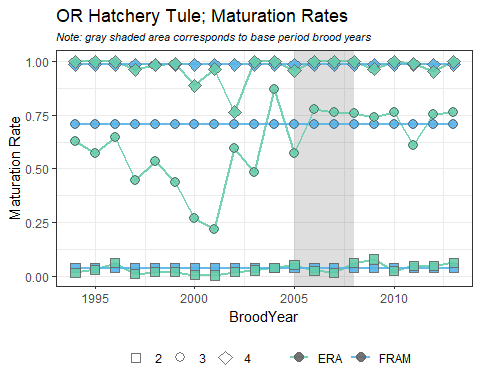 OR Hatchery Tule; Maturation Rates
Note: gray shaded area corresponds to base period brood years
1.00
0.75
0.50
0.25
0.00
Maturation Rate
1995 2000 2005 2010
BroodYear
2 3 4 ERA FRAM